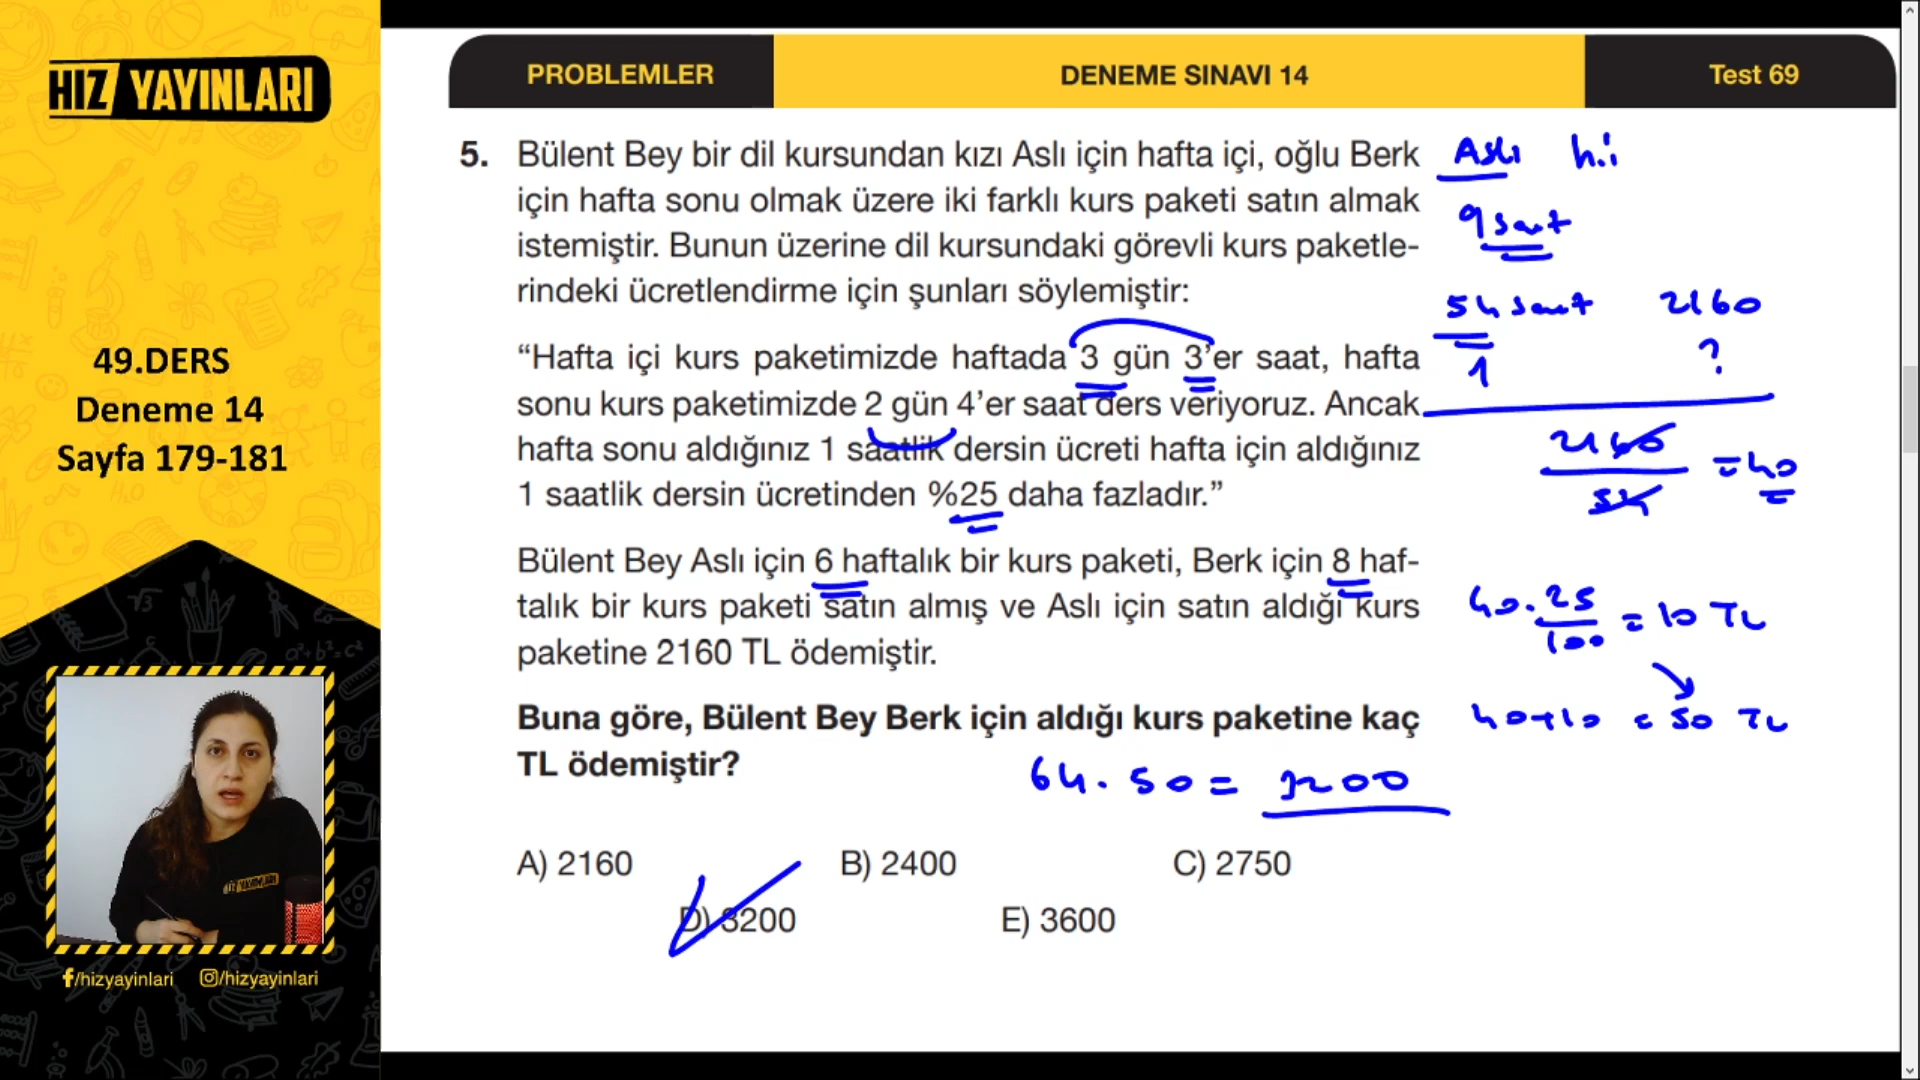 HIZ YAYINLARI
49.DERS
Deneme 14
Sayfa 179-181
HIZ YAYINLARI
/hizyayinlari /hizyayinlari
PROBLEMLER DENEME SINAVI 14 Test 69
5. Bülent Bey bir dil kursundan kızı Aslı için hafta içi, oğlu Berk
için hafta sonu olmak üzere iki farklı kurs paketi satın almak
istemiştir. Bunun üzerine dil kursundaki görevli kurs paketle-
rindeki ücretlendirme için şunları söylemiştir:
“Hafta içi kurs paketimizde haftada 3 gün 3’er saat, hafta
sonu kurs paketimizde 2 gün 4’er saat ders veriyoruz. Ancak
hafta sonu aldığınız 1 saatlik dersin ücreti hafta için aldığınız
1 saatlik dersin ücretinden %25 daha fazladır.”
Bülent Bey Aslı için 6 haftalık bir kurs paketi, Berk için 8 haf-
talık bir kurs paketi satın almış ve Aslı için satın aldığı kurs
paketine 2160 TL ödemiştir.
Buna göre, Bülent Bey Berk için aldığı kurs paketine kaç
TL ödemiştir?
64.50= 3200
A) 2160 B) 2400 C) 2750
D) 3200 E) 3600
Aslı h.i
9 saat
54 saat 2160
1 ?
2160
54
=40
40.25
100
=10 TL
40+10 = 50 TL